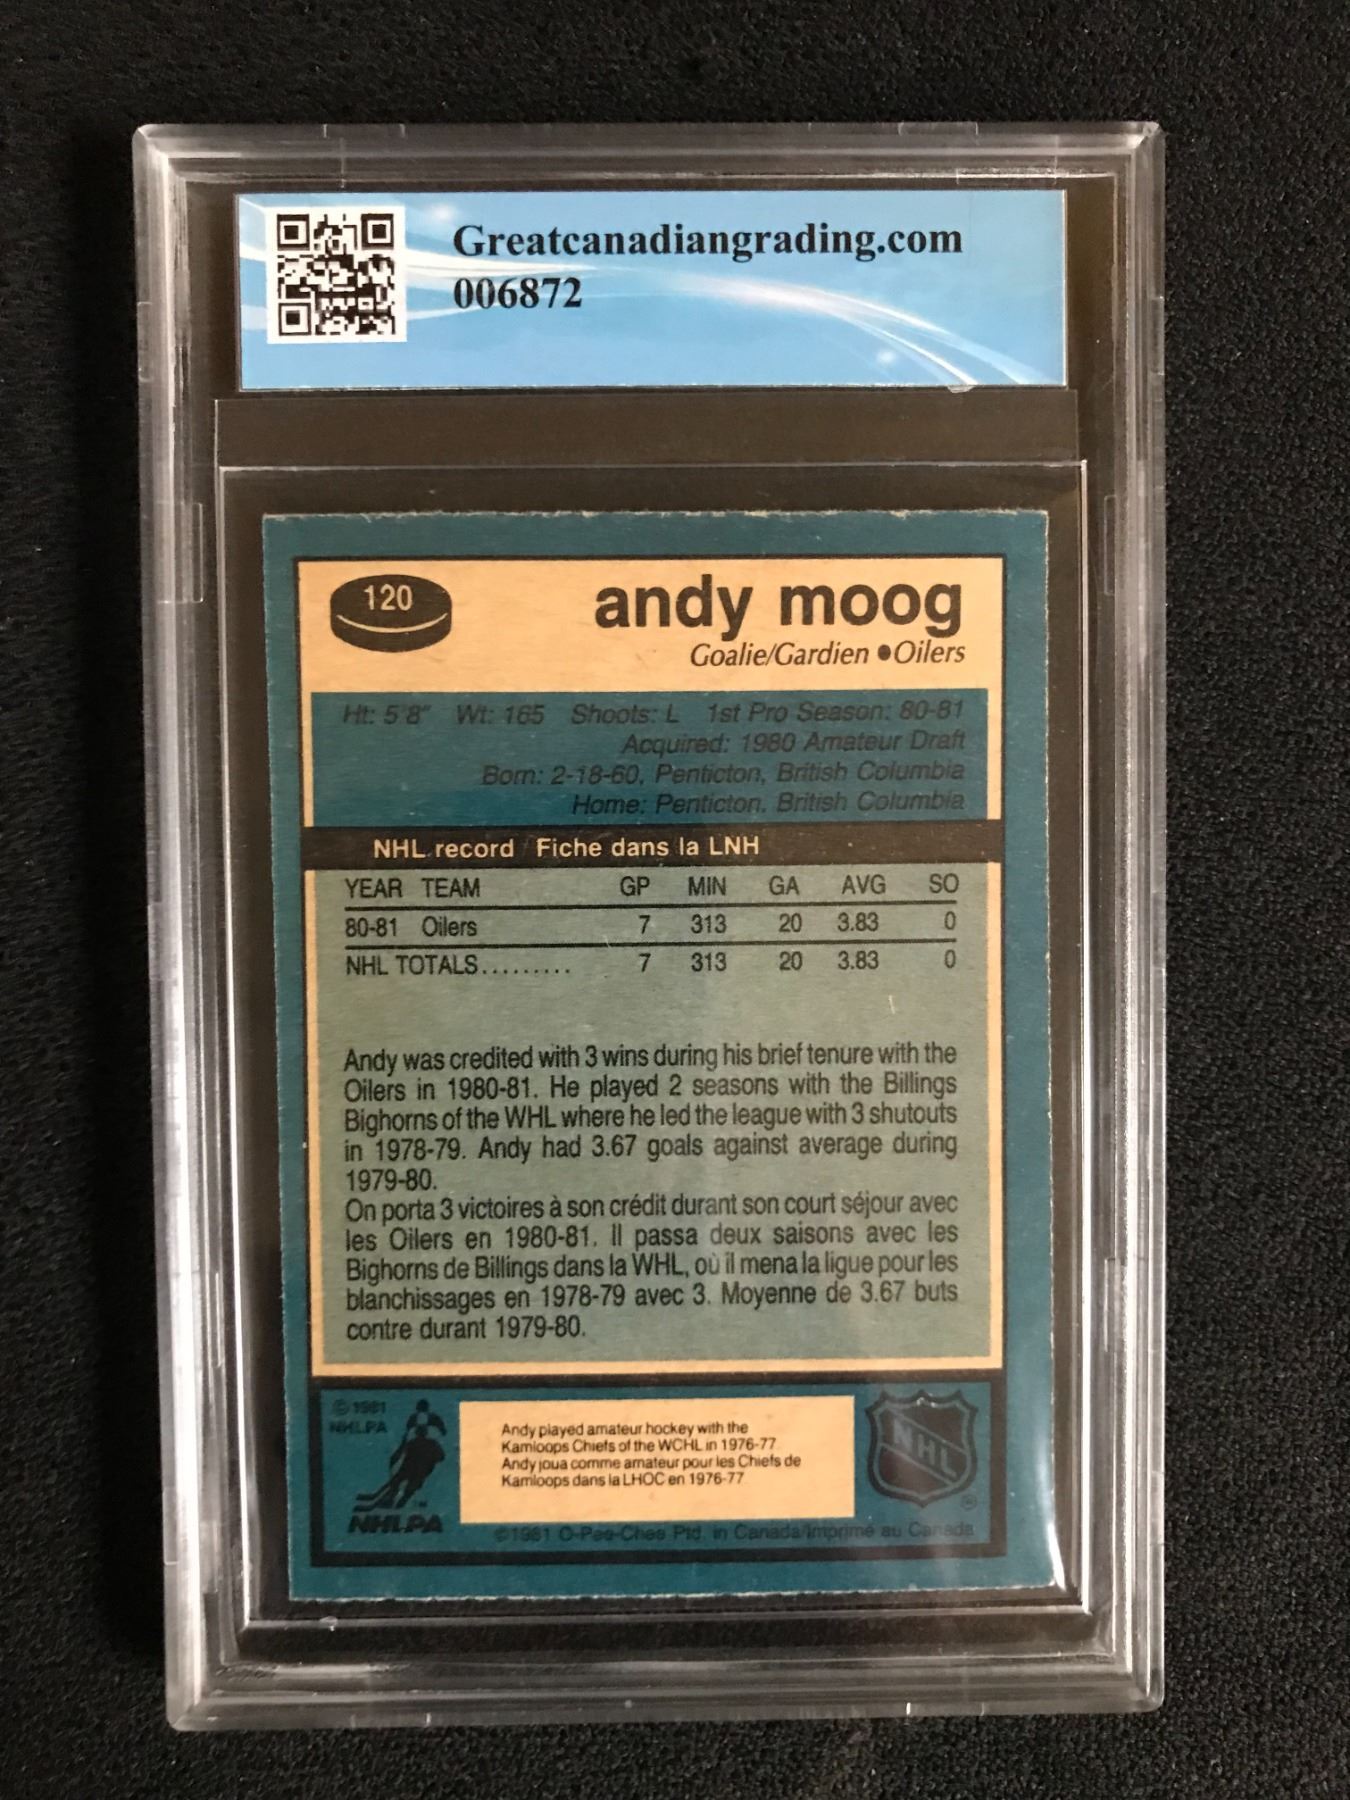 Greatcanadiangrading.com
006872
120
andy moog
Goalie/Gardien ●Oilers
Ht: 5'8" Wt: 165 Shoots: L 1st Pro Season: 80-81
Acquired: 1980 Amateur Draft
Born: 2-18-60, Penticton, British Columbia
Home: Penticton, British Columbia
NHL record / Fiche dans la LNH
YEAR TEAM GP MIN GA AVG SO
80-81 Oilers 7 313 20 3.83 0
NHL TOTALS......... 7 313 20 3.83 0
Andy was credited with 3 wins during his brief tenure with the
Oilers in 1980-81. He played 2 seasons with the Billings
Bighorns of the WHL where he led the league with 3 shutouts
in 1978-79. Andy had 3.67 goals against average during
1979-80.
On porta 3 victoires à son crédit durant son court séjour avec
les Oilers en 1980-81. Il passa deux saisons avec les
Bighorns de Billings dans la WHL, où il mena la ligue pour les
blanchissages en 1978-79 avec 3. Moyenne de 3.67 buts
contre durant 1979-80.
© 1981
NHLPA
Andy played amateur hockey with the
Kamloops Chiefs of the WCHL in 1976-77
Andy joua comme amateur pour les Chiefs de
Kamloops dans la LHOC en 1976-77
NHL
®
™
NHLPA
©1981 O-Pee-Chee Ptd. in Canada/Imprimé au Canada